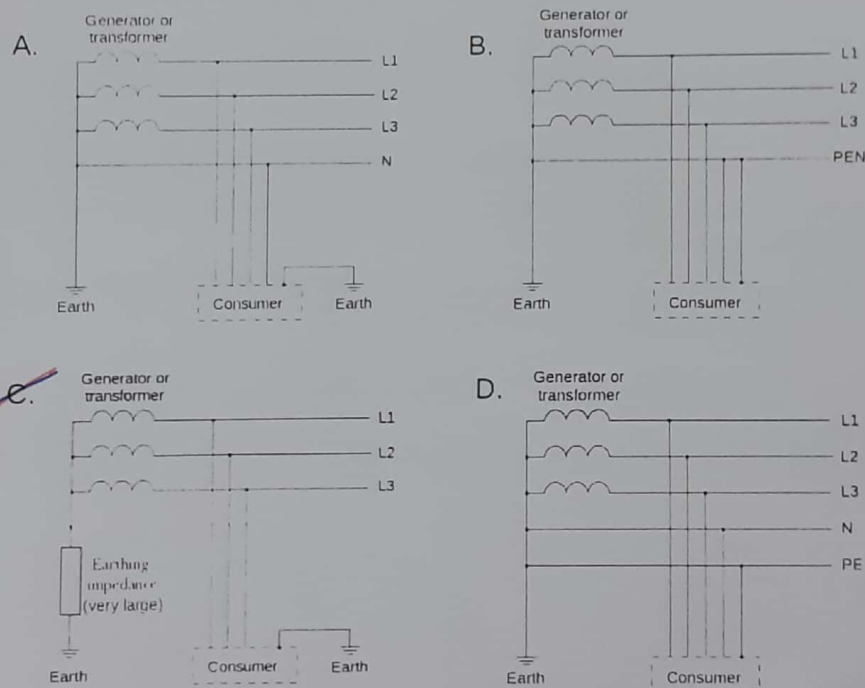 A.
Generator or
transformer
L1
L2
L3
N
Earth
Consumer
Earth
B.
Generator or
transformer
L1
L2
L3
PEN
Earth
Consumer
C.
Generator or
transformer
L1
L2
L3
Earthing
impedance
(very large)
Earth
Consumer
Earth
D.
Generator or
transformer
L1
L2
L3
N
PE
Earth
Consumer